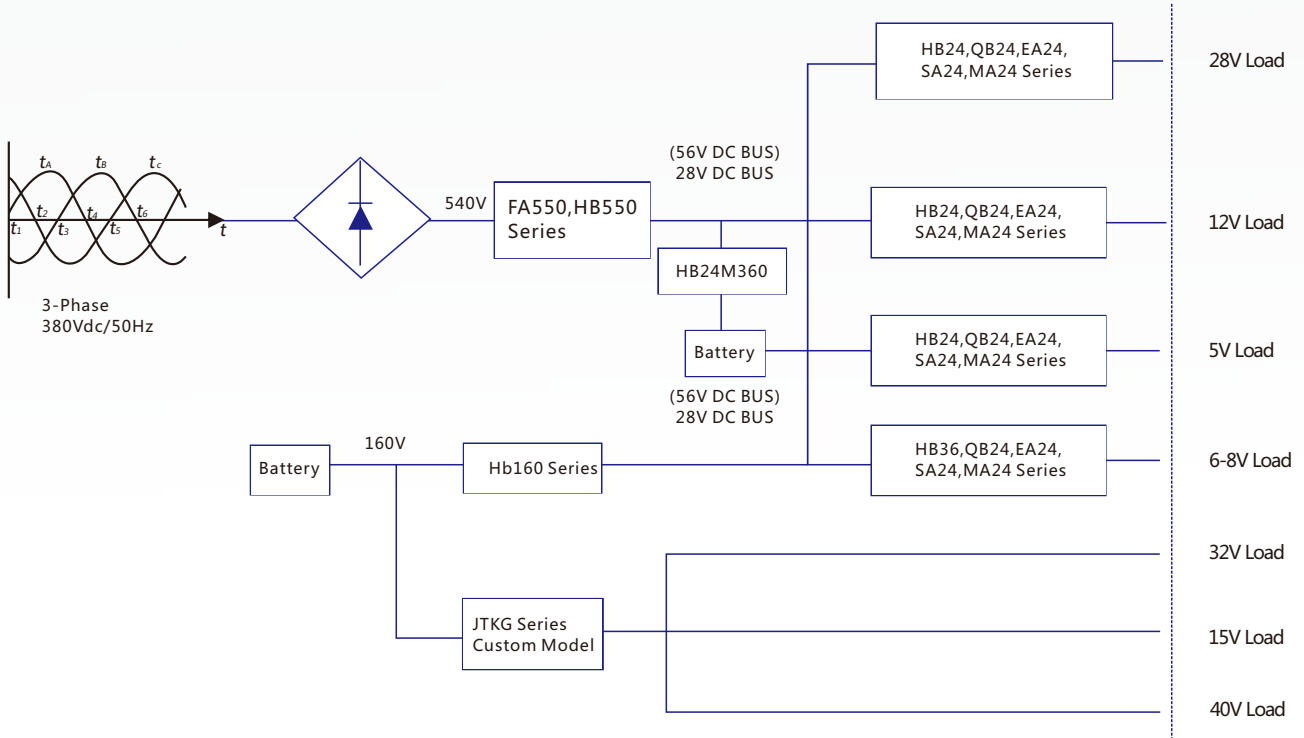 HB24,QB24,EA24,
SA24,MA24 Series
28V Load
tA
tB
tc
t1
t2
t3
t4
t5
t6
t
3-Phase
380Vdc/50Hz
540V
FA550,HB550
Series
(56V DC BUS)
28V DC BUS
HB24,QB24,EA24,
SA24,MA24 Series
12V Load
HB24M360
Battery
(56V DC BUS)
28V DC BUS
HB24,QB24,EA24,
SA24,MA24 Series
5V Load
Battery
160V
Hb160 Series
HB36,QB24,EA24,
SA24,MA24 Series
6-8V Load
32V Load
JTKG Series
Custom Model
15V Load
40V Load